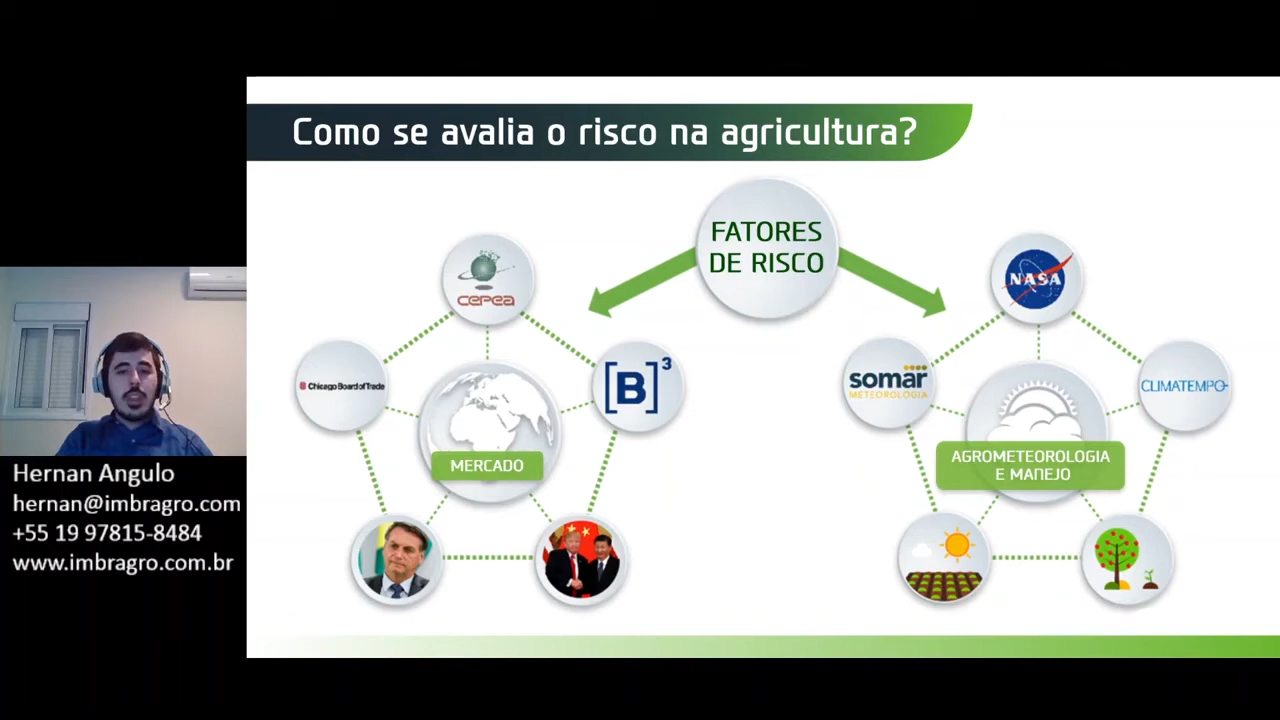 Como se avalia o risco na agricultura?
FATORES
DE RISCO
CEPEA
Chicago Board of Trade
[B]³
MERCADO
NASA
somar
METEOROLOGIA
CLIMATEMPO
AGROMETEOROLOGIA
E MANEJO
Hernan Angulo
hernan@imbragro.com
+55 19 97815-8484
www.imbragro.com.br